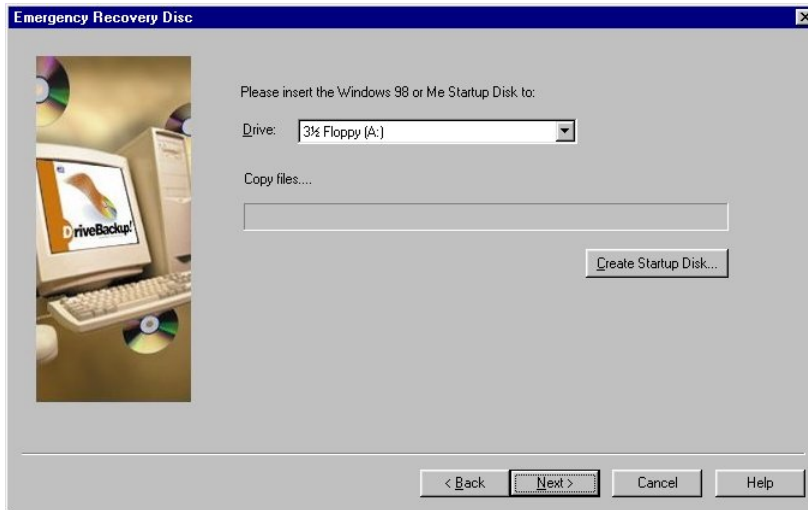 Emergency Recovery Disc
Please insert the Windows 98 or Me Startup Disk to:
Drive: 3½ Floppy (A:)
Copy files....
DriveBackup!
Create Startup Disk...
< Back Next > Cancel Help